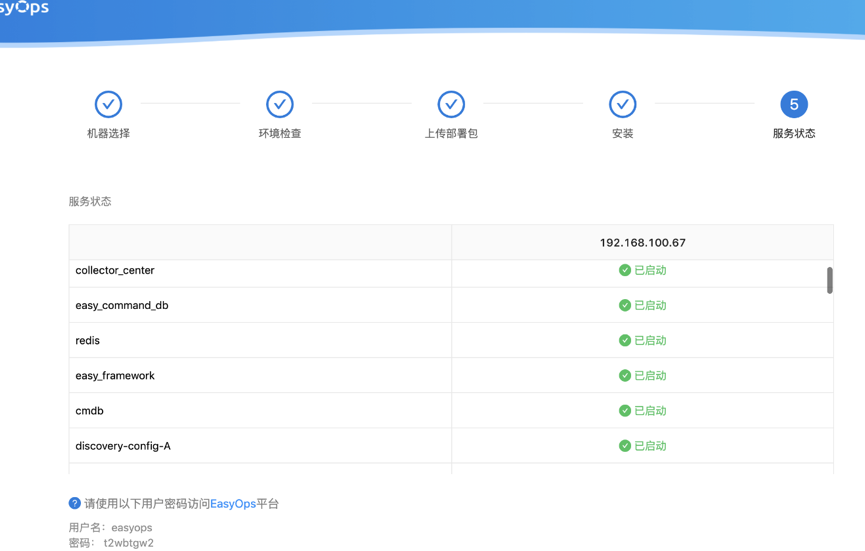 syOps
机器选择 环境检查 上传部署包 安装 5 服务状态
服务状态
192.168.100.67
collector_center 已启动
easy_command_db 已启动
redis 已启动
easy_framework 已启动
cmdb 已启动
discovery-config-A 已启动
? 请使用以下用户密码访问EasyOps平台
用户名： easyops
密码： t2wbtgw2